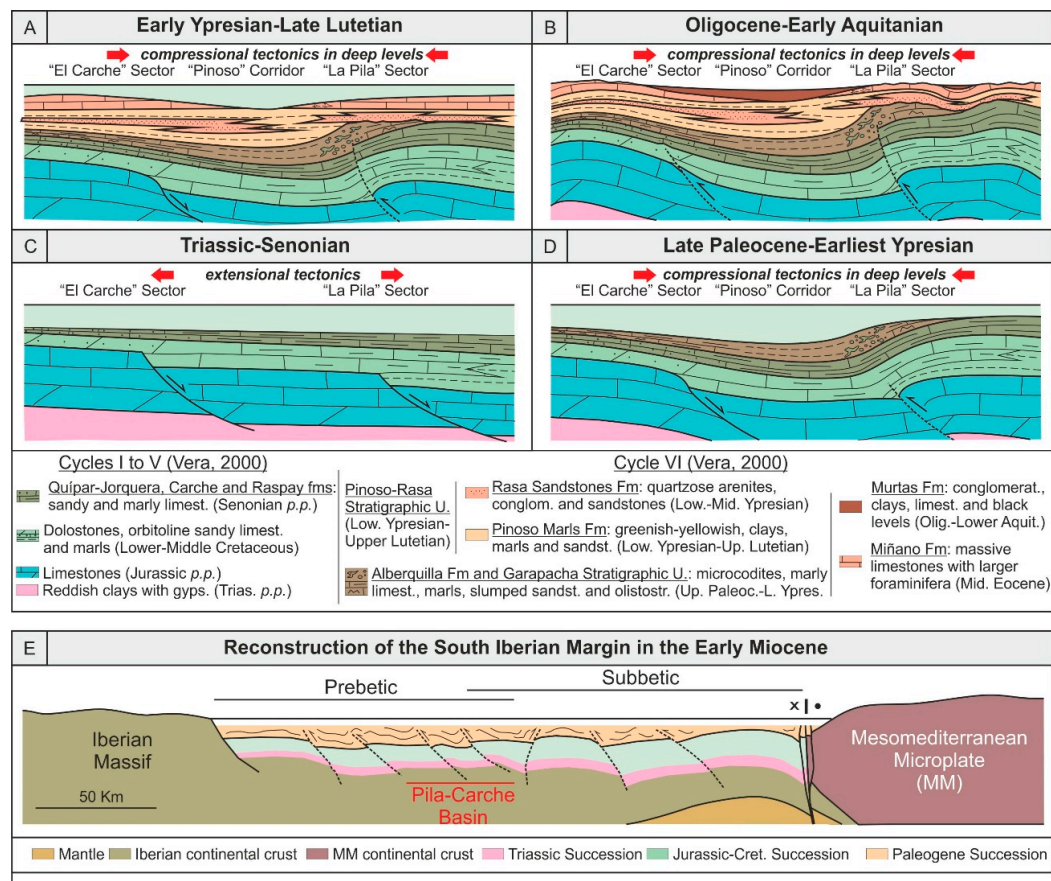 A
Early Ypresian-Late Lutetian
compressional tectonics in deep levels
"El Carche" Sector "Pinoso" Corridor "La Pila" Sector
B
Oligocene-Early Aquitanian
compressional tectonics in deep levels
"El Carche" Sector "Pinoso" Corridor "La Pila" Sector
C
Triassic-Senonian
extensional tectonics
"El Carche" Sector "La Pila" Sector
D
Late Paleocene-Earliest Ypresian
compressional tectonics in deep levels
"El Carche" Sector "Pinoso" Corridor "La Pila" Sector
Cycles I to V (Vera, 2000)
Quípar-Jorquera, Carche and Raspay fms:
sandy and marly limest. (Senonian p.p.)
Dolostones, orbitoline sandy limest.
and marls (Lower-Middle Cretaceous)
Limestones (Jurassic p.p.)
Reddish clays with gyps. (Trias. p.p.)
Cycle VI (Vera, 2000)
Pinoso-Rasa
Stratigraphic U.
(Low. Ypresian-
Upper Lutetian)
Rasa Sandstones Fm: quartzose arenites,
conglom. and sandstones (Low.-Mid. Ypresian)
Pinoso Marls Fm: greenish-yellowish, clays,
marls and sandst. (Low. Ypresian-Up. Lutetian)
Alberquilla Fm and Garapacha Stratigraphic U.: microcodites, marly
limest., marls, slumped sandst. and olistostr. (Up. Paleoc.-L. Ypres.
Murtas Fm: conglomerat.,
clays, limest. and black
levels (Olig.-Lower Aquit.)
Miñano Fm: massive
limestones with larger
foraminifera (Mid. Eocene)
E
Reconstruction of the South Iberian Margin in the Early Miocene
Prebetic
Subbetic
x | •
Iberian
Massif
50 Km
Pila-Carche
Basin
Mesomediterranean
Microplate
(MM)
Mantle
Iberian continental crust
MM continental crust
Triassic Succession
Jurassic-Cret. Succession
Paleogene Succession